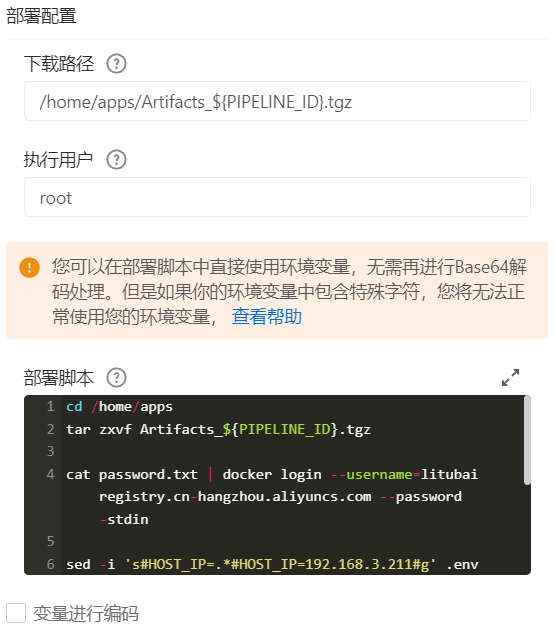 部署配置
下载路径 ?
/home/apps/Artifacts_${PIPELINE_ID}.tgz
执行用户 ?
root
! 您可以在部署脚本中直接使用环境变量，无需再进行Base64解
码处理。但是如果你的环境变量中包含特殊字符，您将无法正
常使用您的环境变量， 查看帮助
部署脚本 ?
1 cd /home/apps
2 tar zxvf Artifacts_${PIPELINE_ID}.tgz
3
4 cat password.txt | docker login --username=litubai
registry.cn-hangzhou.aliyuncs.com --password
-stdin
5
6 sed -i 's#HOST_IP=.*#HOST_IP=192.168.3.211#g' .env
变量进行编码